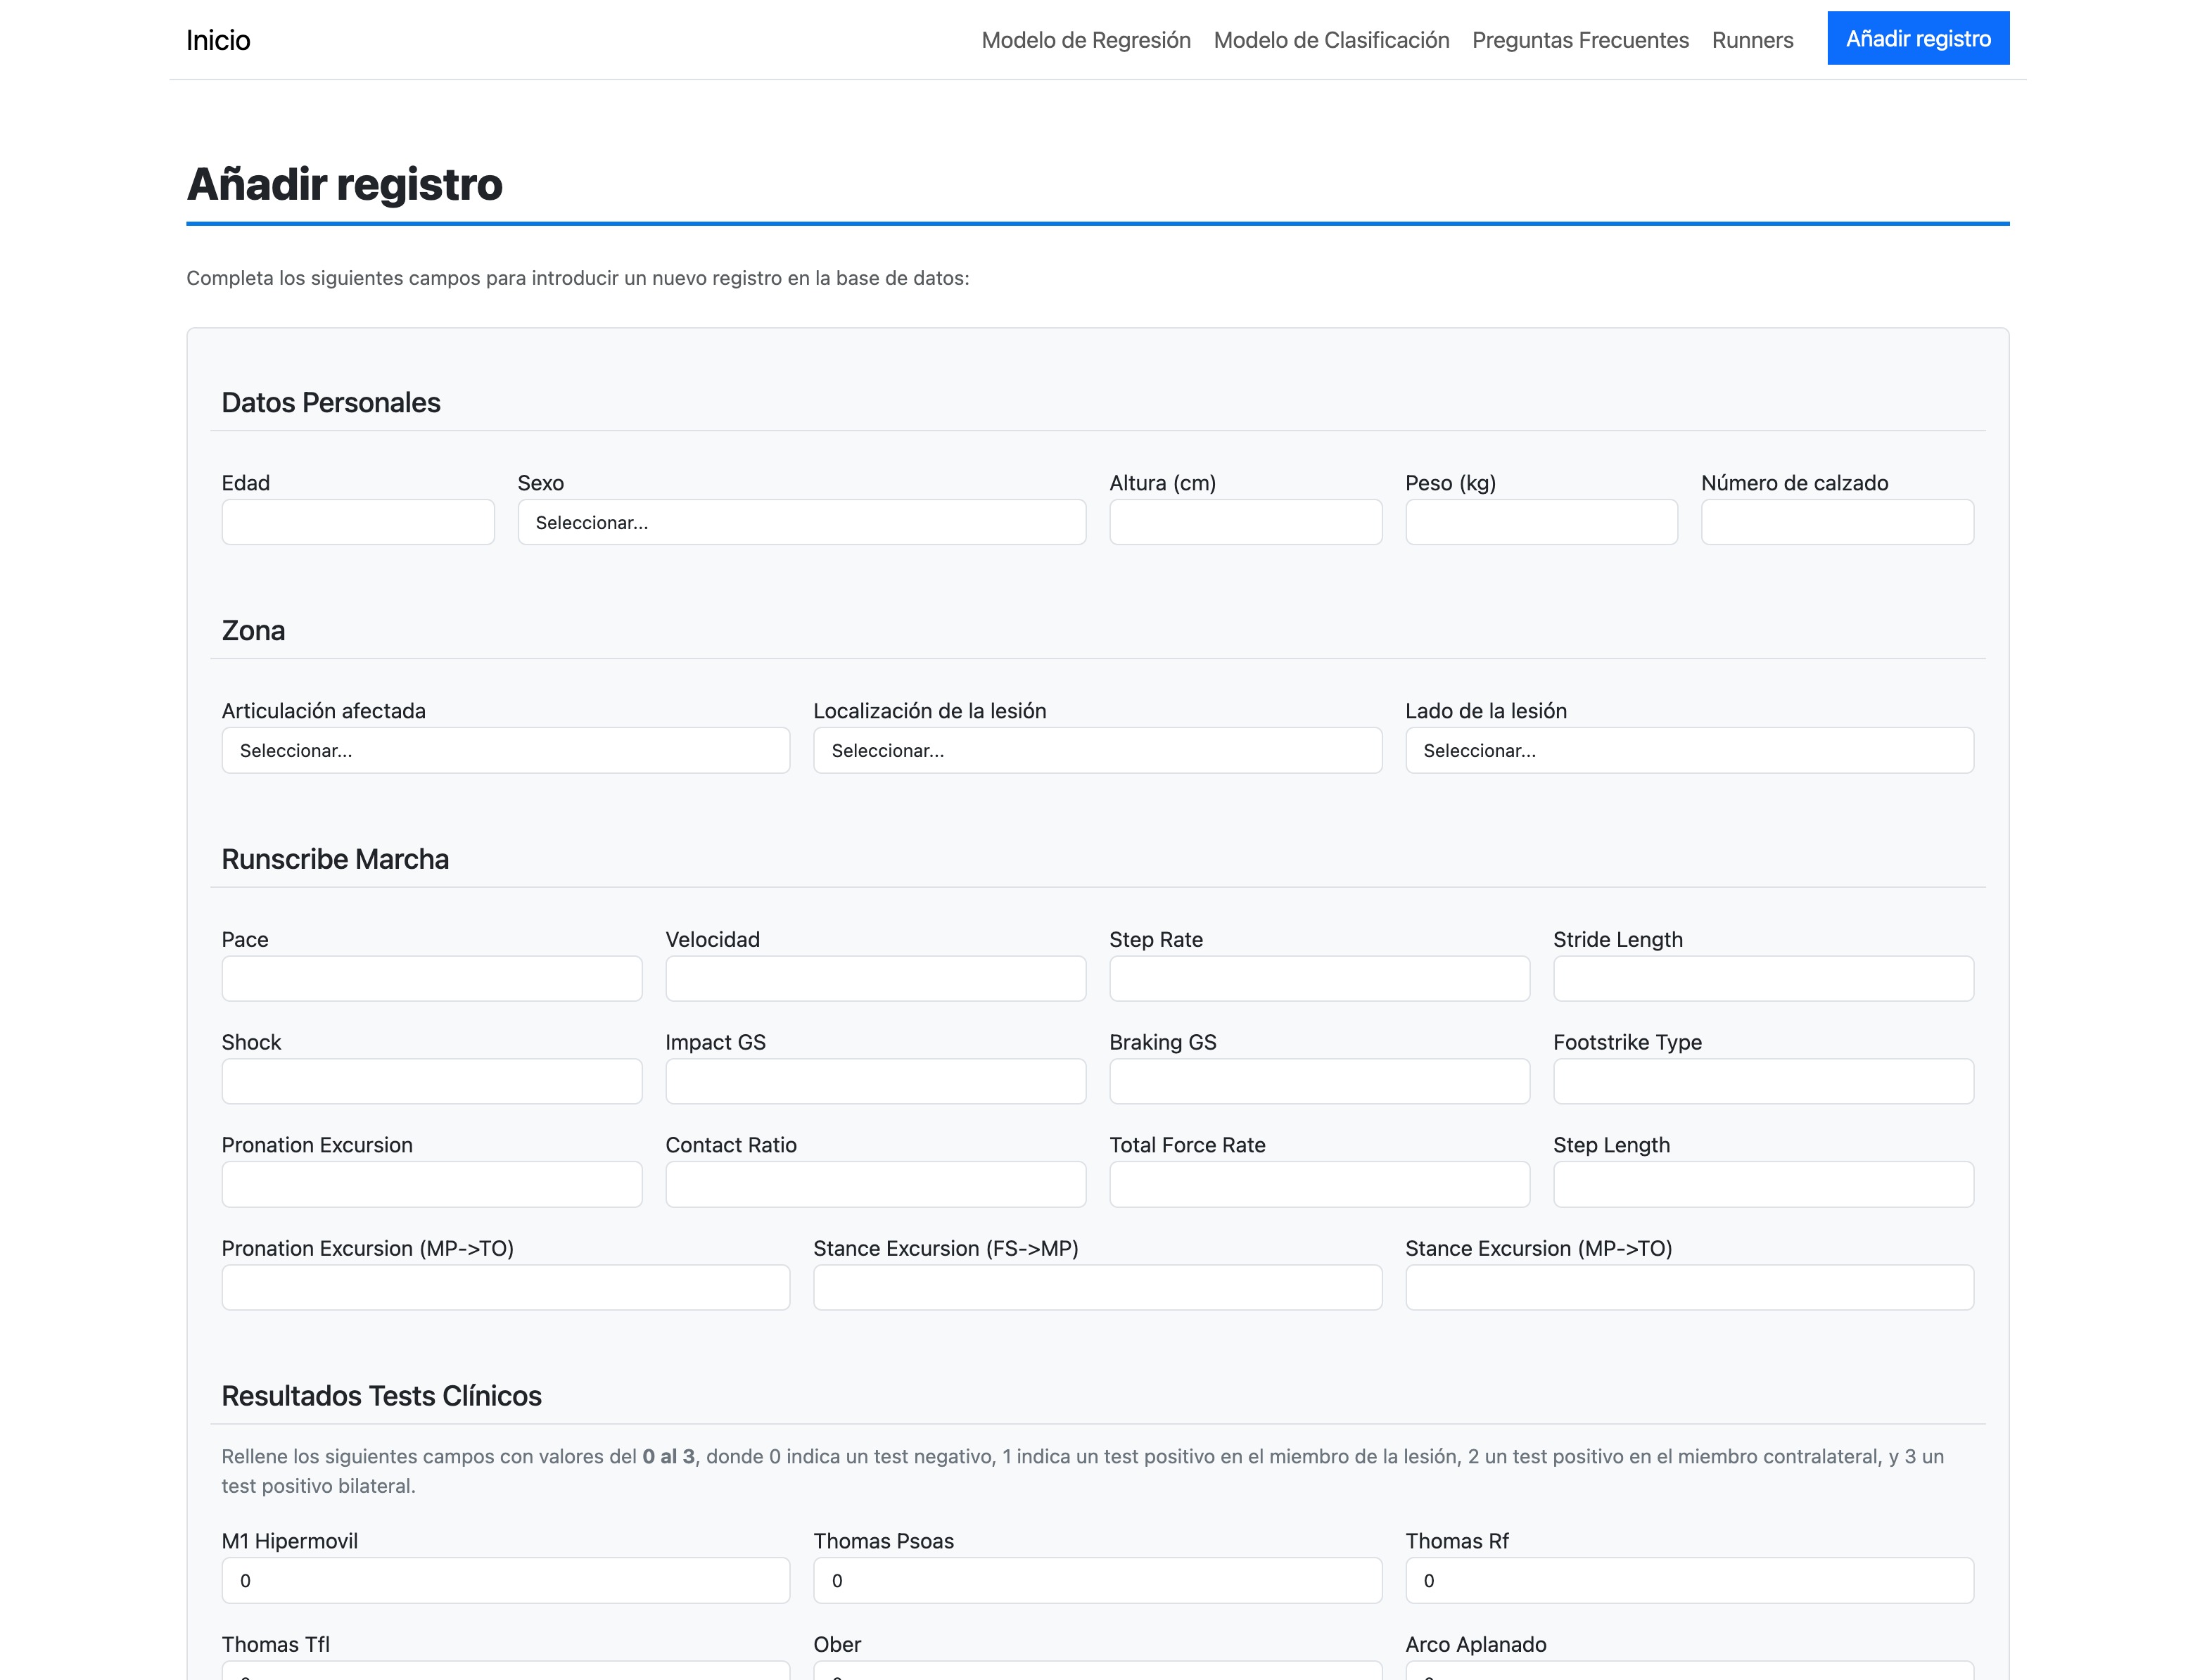 Inicio
Modelo de Regresión Modelo de Clasificación Preguntas Frecuentes Runners Añadir registro
Añadir registro
Completa los siguientes campos para introducir un nuevo registro en la base de datos:
Datos Personales
Edad Sexo Altura (cm) Peso (kg) Número de calzado
Seleccionar...
Zona
Articulación afectada Localización de la lesión Lado de la lesión
Seleccionar... Seleccionar... Seleccionar...
Runscribe Marcha
Pace Velocidad Step Rate Stride Length
Shock Impact GS Braking GS Footstrike Type
Pronation Excursion Contact Ratio Total Force Rate Step Length
Pronation Excursion (MP->TO) Stance Excursion (FS->MP) Stance Excursion (MP->TO)
Resultados Tests Clínicos
Rellene los siguientes campos con valores del 0 al 3, donde 0 indica un test negativo, 1 indica un test positivo en el miembro de la lesión, 2 un test positivo en el miembro contralateral, y 3 un
test positivo bilateral.
M1 Hipermovil Thomas Psoas Thomas Rf
0 0 0
Thomas Tfl Ober Arco Aplanado